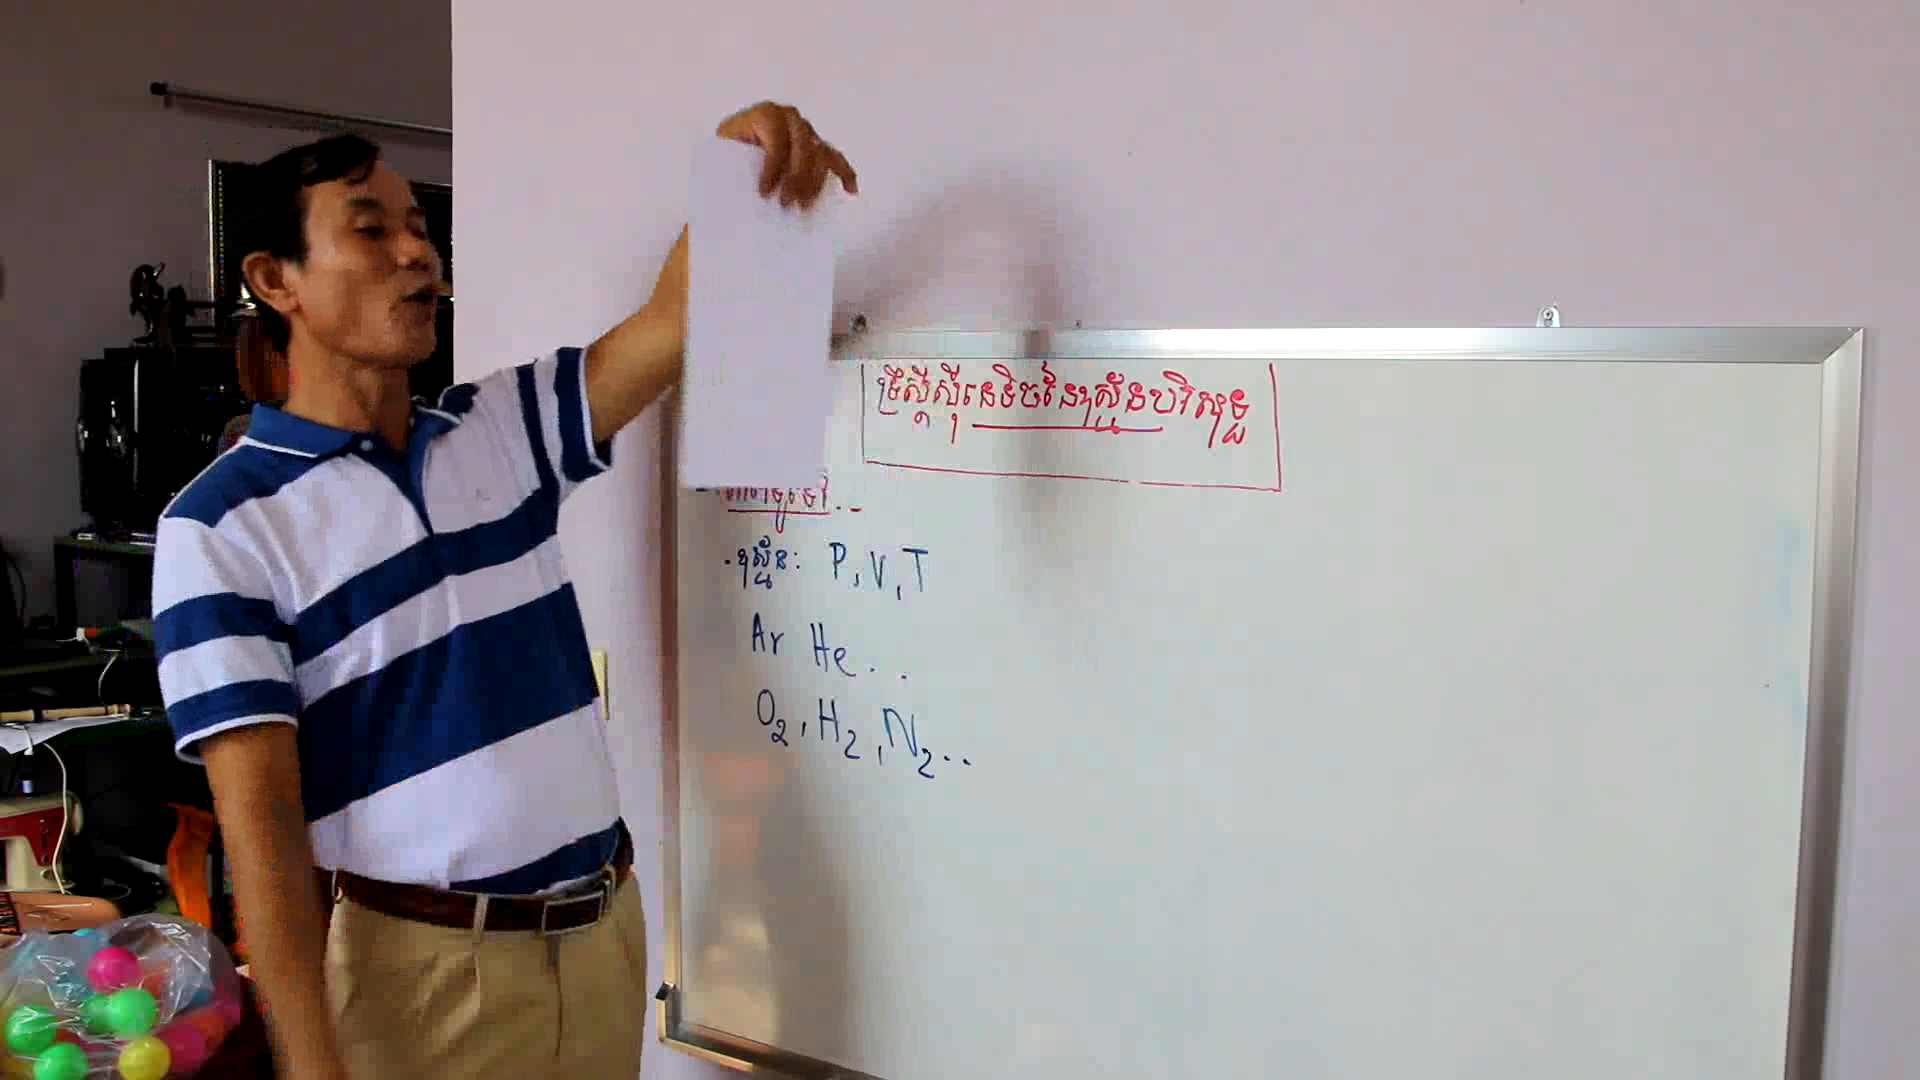 ទ្រឹស្តីស៊ីនេទិចនៃឧស្ម័នបរិសុទ្ធ
. ឧស្ម័ន: P, V, T
Ar He . .
O₂, H₂, N₂ . .